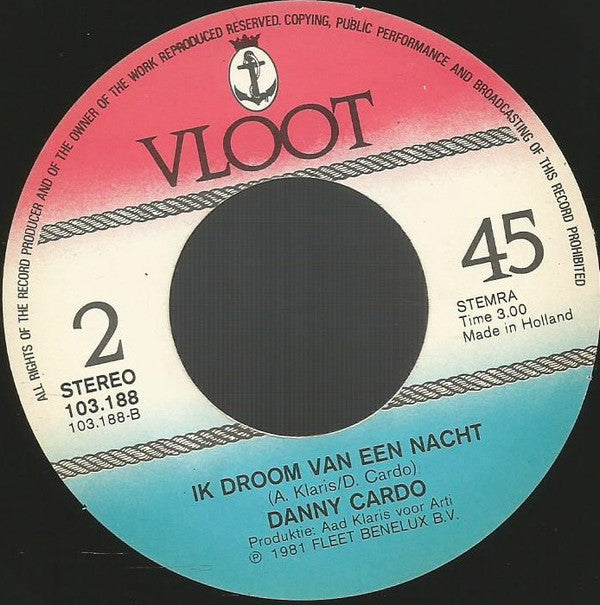 ALL RIGHTS OF THE RECORD PRODUCER AND OF THE OWNER OF THE WORK REPRODUCED RESERVED. COPYING, PUBLIC PERFORMANCE AND BROADCASTING OF THIS RECORD PROHIBITED
VLOOT
2
STEREO
103.188
103.188-B
45
STEMRA
Time 3.00
Made in Holland
IK DROOM VAN EEN NACHT
(A. Klaris/D. Cardo)
DANNY CARDO
Produktie: Aad Klaris voor Arti
℗ 1981 FLEET BENELUX B.V.